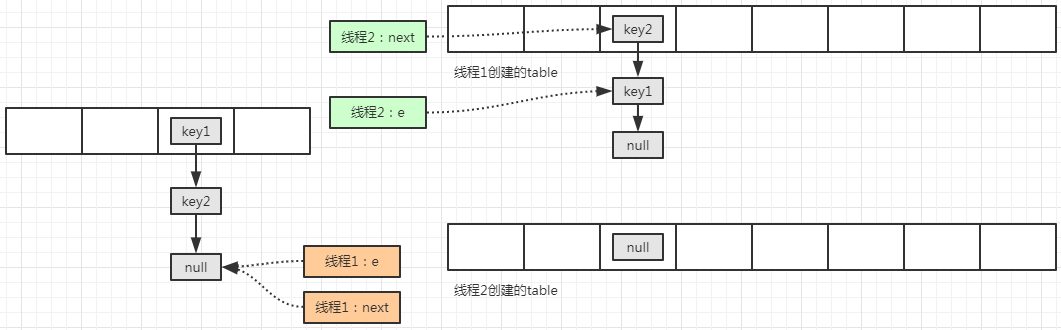 key1
key2
null
线程1：e
线程1：next
线程2：next
线程2：e
key2
线程1创建的table
key1
null
null
线程2创建的table